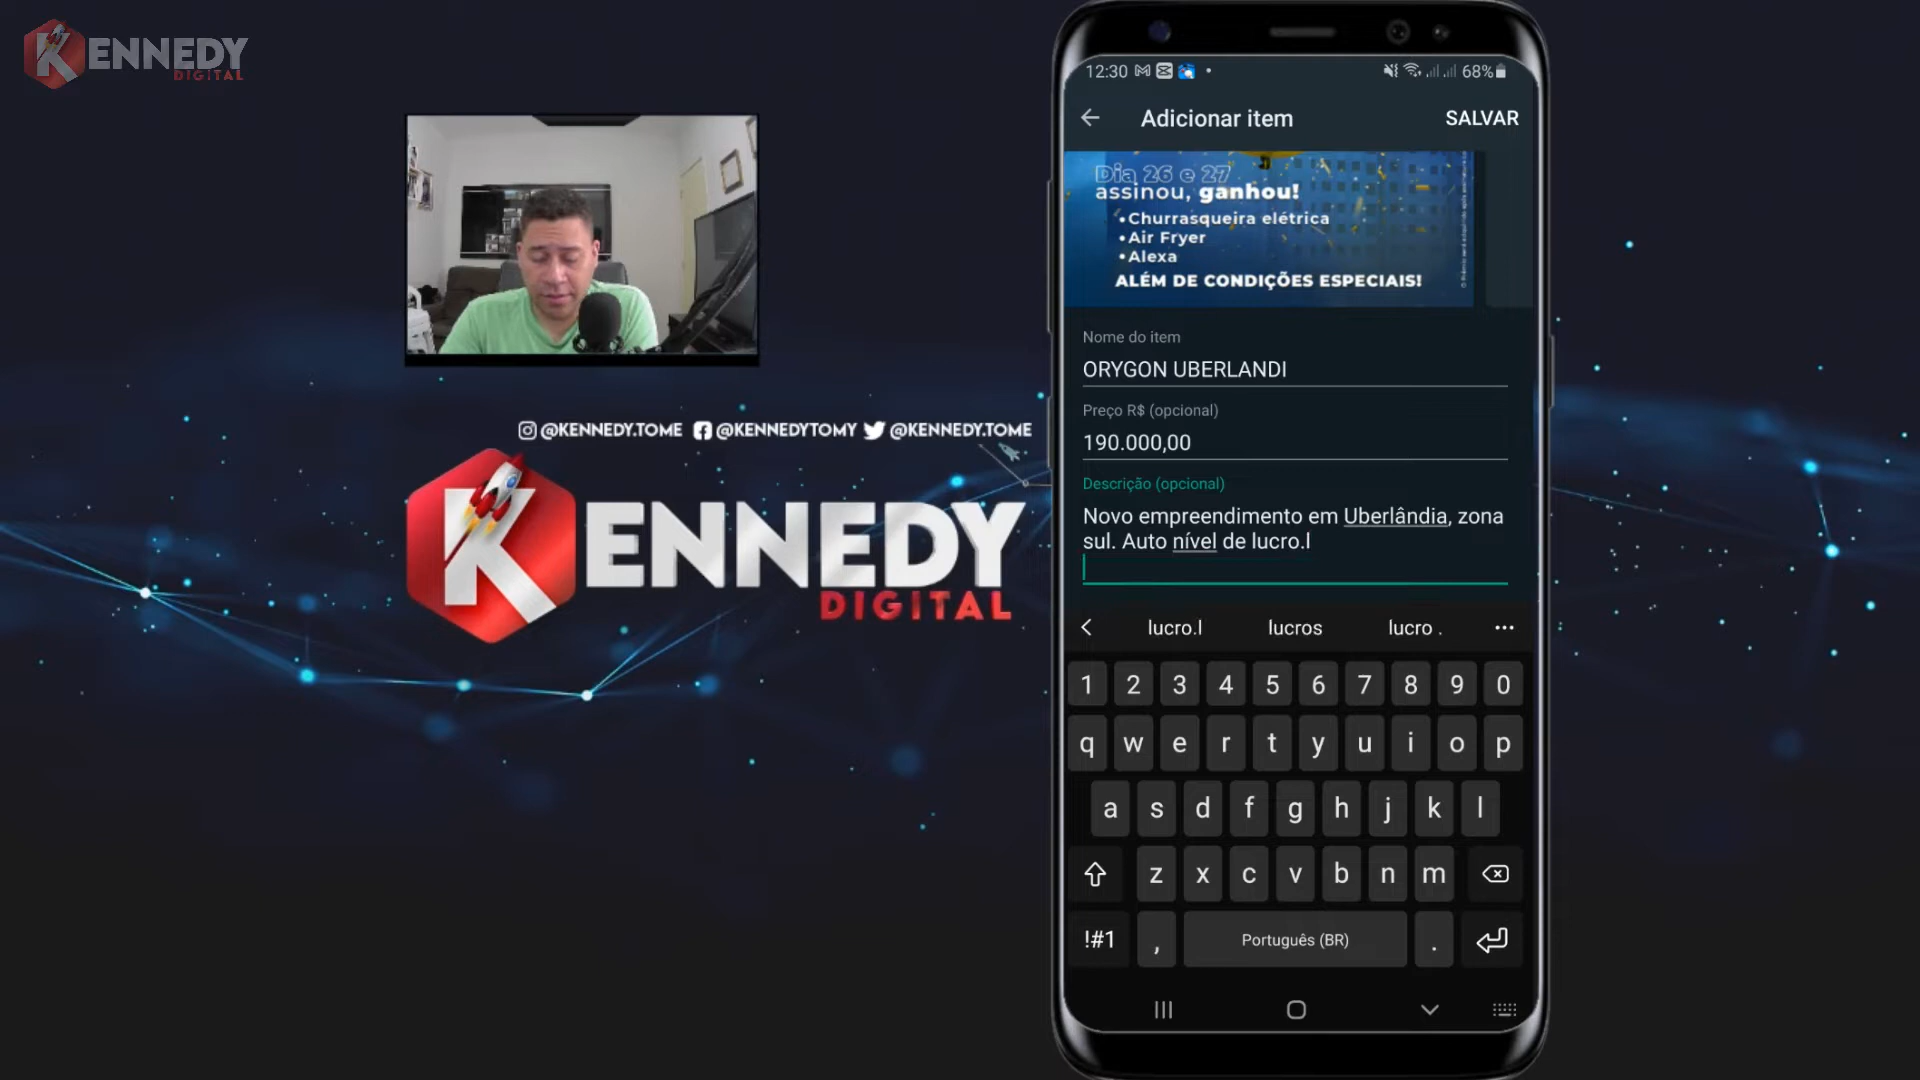 KENNEDY
DIGITAL
@KENNEDY.TOME @KENNEDYTOMY @KENNEDY.TOME
KENNEDY
DIGITAL
12:30
68%
Adicionar item
SALVAR
Dia 26 e 27
assinou, ganhou!
•Churrasqueira elétrica
•Air Fryer
•Alexa
ALÉM DE CONDIÇÕES ESPECIAIS!
Nome do item
ORYGON UBERLANDI
Preço R$ (opcional)
190.000,00
Descrição (opcional)
Novo empreendimento em Uberlândia, zona
sul. Auto nível de lucro.l
lucro.l lucros lucro . ...
1 2 3 4 5 6 7 8 9 0
q w e r t y u i o p
a s d f g h j k l
z x c v b n m
!#1 , Português (BR) .